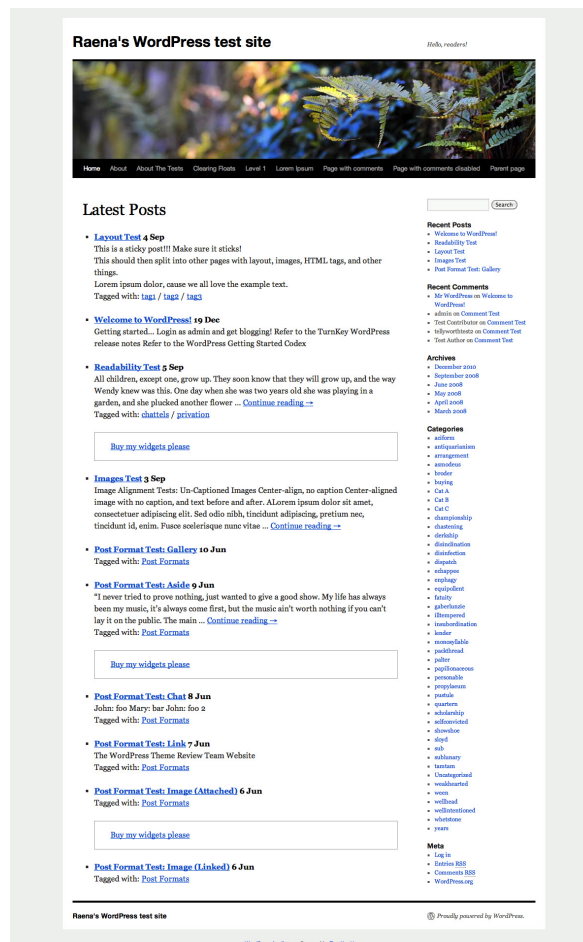 Raena's WordPress test site
Hello, readers!
Home About About The Tests Clearing Floats Level 1 Lorem Ipsum Page with comments Page with comments disabled Parent page
Latest Posts
Layout Test 4 Sep
This is a sticky post!!! Make sure it sticks!
This should then split into other pages with layout, images, HTML tags, and other
things.
Lorem ipsum dolor, cause we all love the example text.
Tagged with: tag1 / tag2 / tag3
Welcome to WordPress! 19 Dec
Getting started... Login as admin and get blogging! Refer to the TurnKey WordPress
release notes Refer to the WordPress Getting Started Codex
Readability Test 5 Sep
All children, except one, grow up. They soon know that they will grow up, and the way
Wendy knew was this. One day when she was two years old she was playing in a
garden, and she plucked another flower ... Continue reading →
Tagged with: chattels / privation
Buy my widgets please
Images Test 3 Sep
Image Alignment Tests: Un-Captioned Images Center-align, no caption Center-aligned
image with no caption, and text before and after. ALorem ipsum dolor sit amet,
consectetuer adipiscing elit. Sed odio nibh, tincidunt adipiscing, pretium nec,
tincidunt id, enim. Fusce scelerisque nunc vitae ... Continue reading →
Post Format Test: Gallery 10 Jun
Tagged with: Post Formats
Post Format Test: Aside 9 Jun
"I never tried to prove nothing, just wanted to give a good show. My life has always
been my music, it's always come first, but the music ain't worth nothing if you can't
lay it on the public. The main ... Continue reading →
Tagged with: Post Formats
Buy my widgets please
Post Format Test: Chat 8 Jun
John: foo Mary: bar John: foo 2
Tagged with: Post Formats
Post Format Test: Link 7 Jun
The WordPress Theme Review Team Website
Tagged with: Post Formats
Post Format Test: Image (Attached) 6 Jun
Tagged with: Post Formats
Buy my widgets please
Post Format Test: Image (Linked) 6 Jun
Tagged with: Post Formats
Search
Recent Posts
Welcome to WordPress!
Readability Test
Layout Test
Images Test
Post Format Test: Gallery
Recent Comments
Mr WordPress on Welcome to
WordPress!
admin on Comment Test
Test Contributor on Comment Test
tellyworthtest2 on Comment Test
Test Author on Comment Test
Archives
December 2010
September 2008
June 2008
May 2008
April 2008
March 2008
Categories
aciform
antiquarianism
arrangement
asmodeus
broder
buying
Cat A
Cat B
Cat C
championship
chastening
clerkship
disinclination
disinfection
dispatch
echappee
enphagy
equipollent
fatuity
gaberlunzie
illtempered
insubordination
lender
monosyllable
packthread
palter
papilionaceous
personable
propylaeum
pustule
quartern
scholarship
selfconvicted
showshoe
sloyd
sub
sublunary
tamtam
Uncategorized
weakhearted
ween
wellhead
wellintentioned
whetstone
years
Meta
Log in
Entries RSS
Comments RSS
WordPress.org
Raena's WordPress test site
Proudly powered by WordPress.